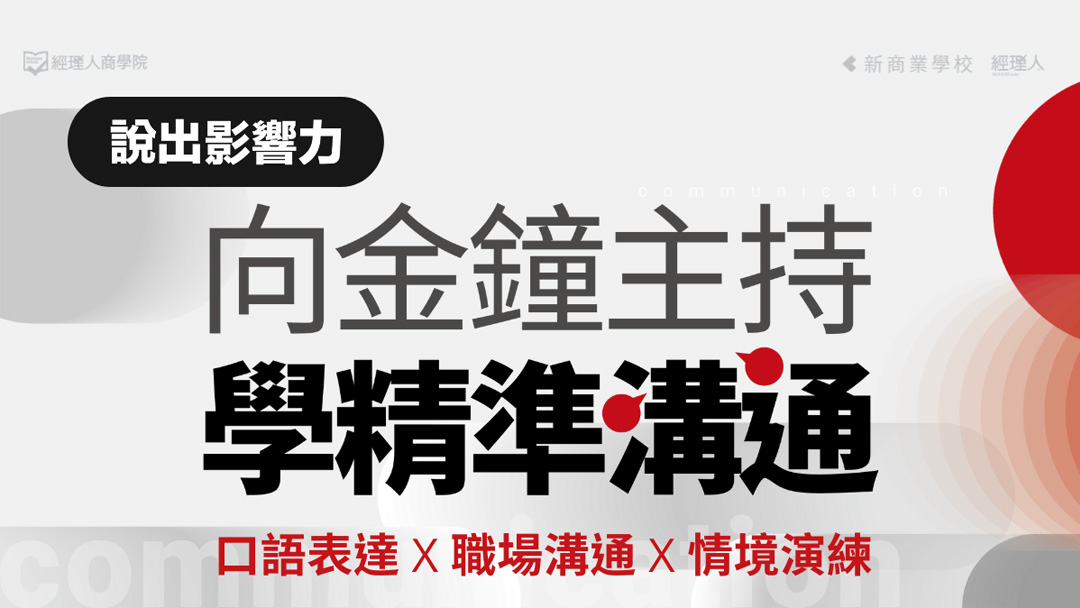 經理人商學院
新商業學校 經理人
說出影響力
communication
向金鐘主持
學精準溝通
口語表達 X 職場溝通 X 情境演練
communication